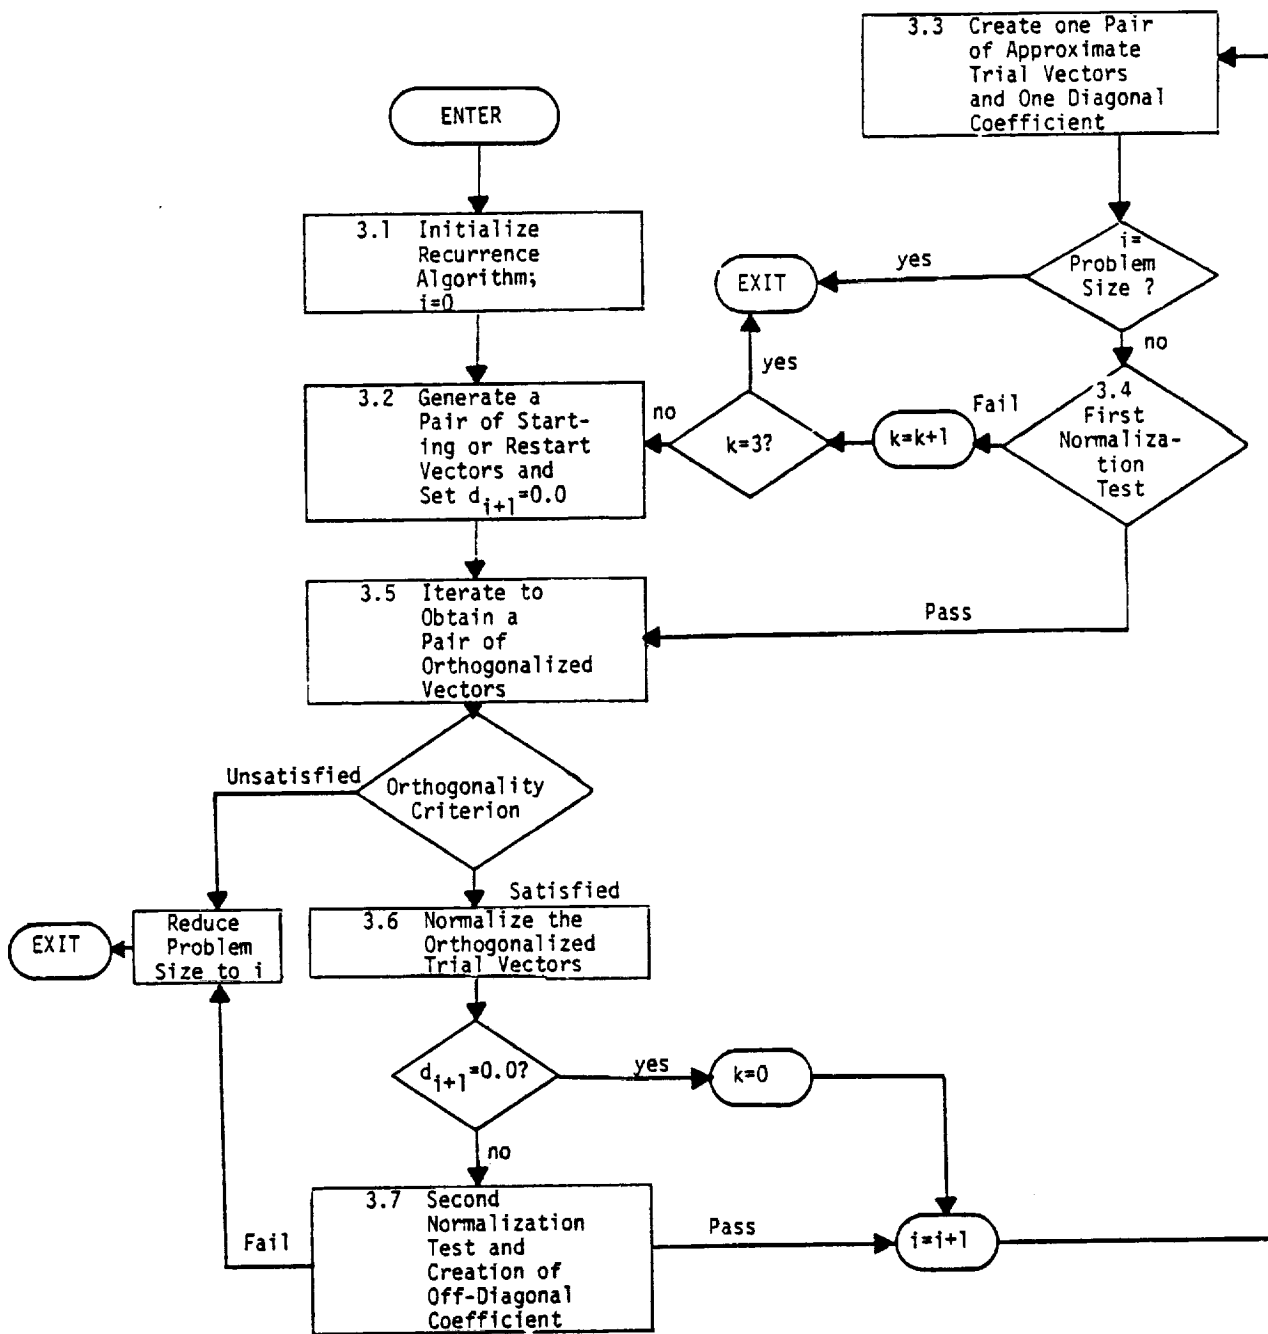 3.3 Create one Pair
of Approximate
Trial Vectors
and One Diagonal
Coefficient
ENTER
3.1 Initialize
Recurrence
Algorithm;
i=0
yes
EXIT
i=
Problem
Size ?
no
yes
3.2 Generate a
Pair of Start-
ing or Restart
Vectors and
Set d i+1=0.0
no
k=3?
k=k+1
Fail
3.4
First
Normaliza-
tion
Test
3.5 Iterate to
Obtain a
Pair of
Orthogonalized
Vectors
Pass
Unsatisfied
Orthogonality
Criterion
Satisfied
EXIT
Reduce
Problem
Size to i
3.6 Normalize the
Orthogonalized
Trial Vectors
d i+1=0.0?
yes
k=0
no
Fail
3.7 Second
Normalization
Test and
Creation of
Off-Diagonal
Coefficient
Pass
i=i+1